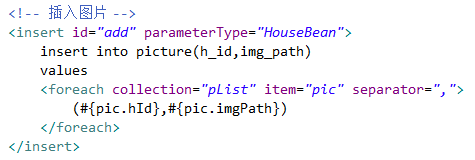 <!-- 插入图片 -->
<insert id="add" parameterType="HouseBean">
    insert into picture(h_id,img_path)
    values
    <foreach collection="pList" item="pic" separator=",">
        (#{pic.hId},#{pic.imgPath})
    </foreach>
</insert>